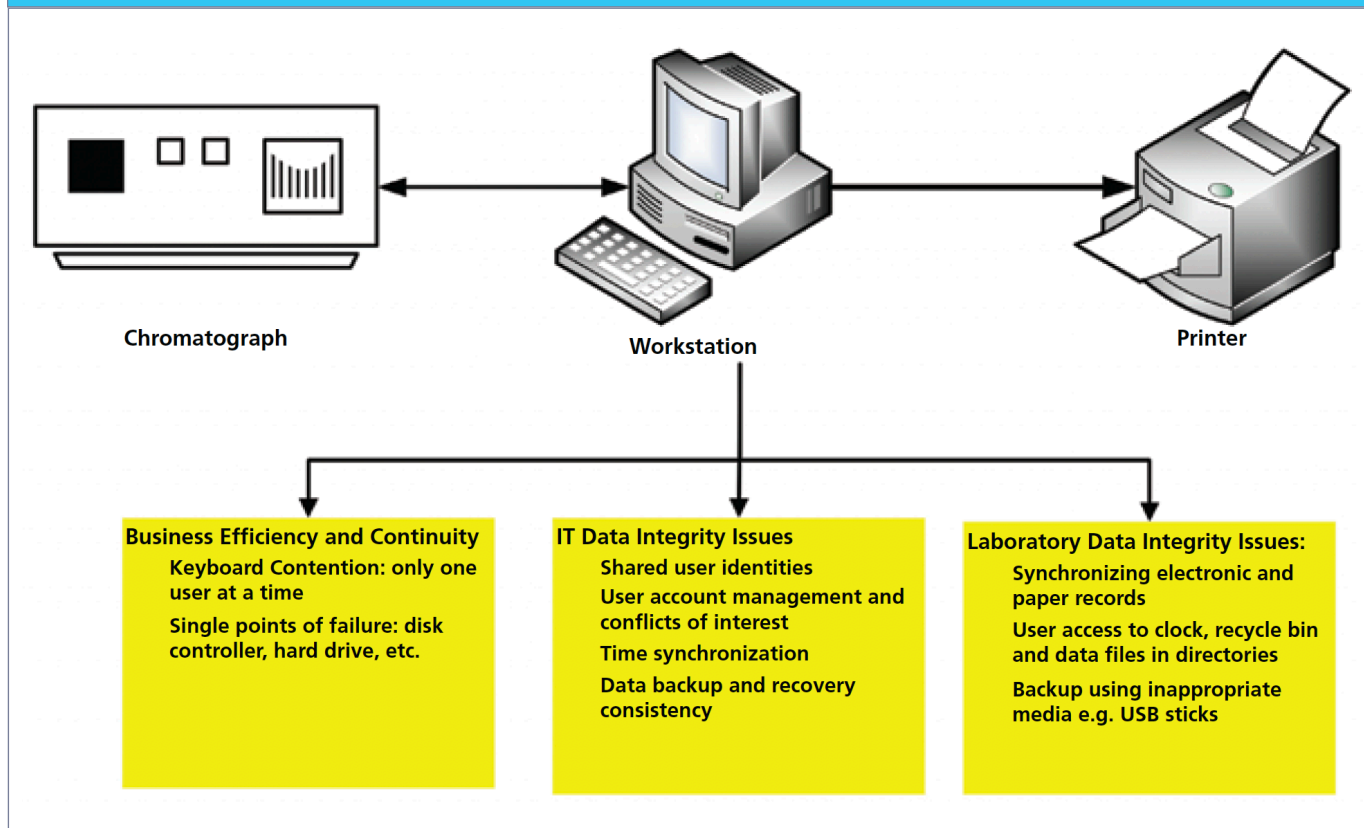 Chromatograph
Workstation
Printer
Business Efficiency and Continuity
Keyboard Contention: only one
user at a time
Single points of failure: disk
controller, hard drive, etc.
IT Data Integrity Issues
Shared user identities
User account management and
conflicts of interest
Time synchronization
Data backup and recovery
consistency
Laboratory Data Integrity Issues:
Synchronizing electronic and
paper records
User access to clock, recycle bin
and data files in directories
Backup using inappropriate
media e.g. USB sticks